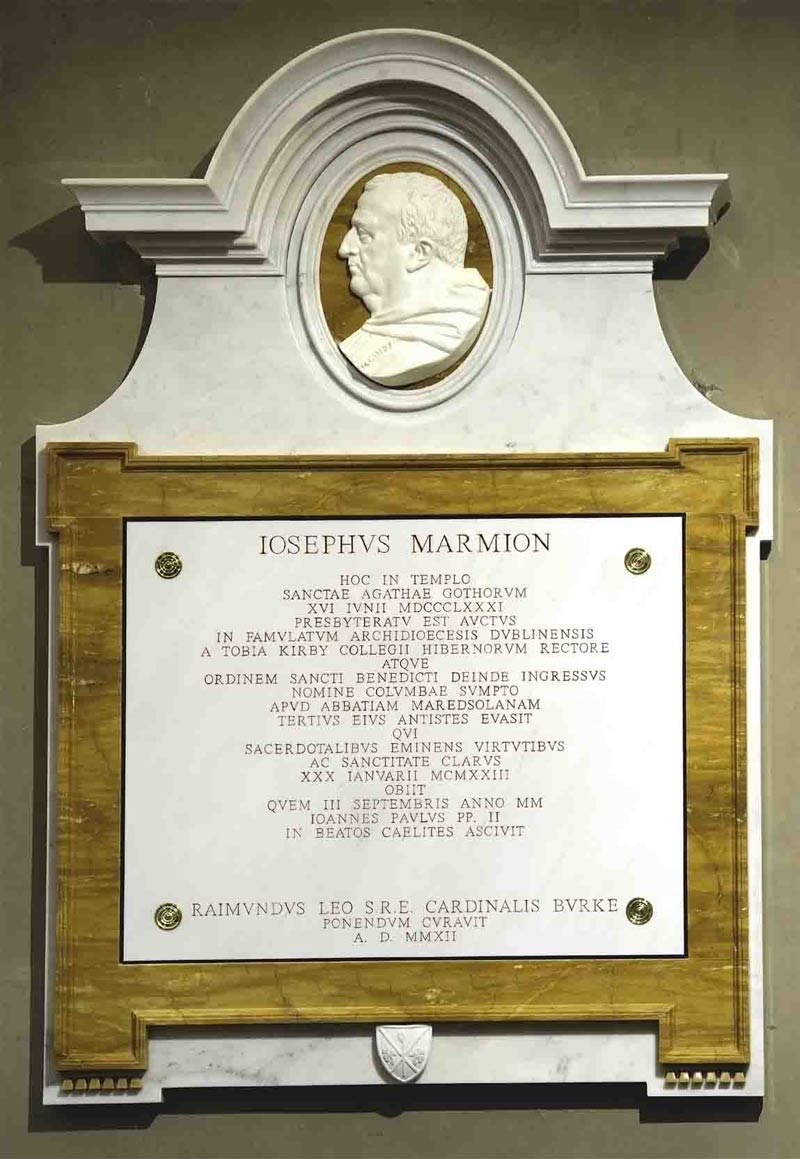 IOSEPHVS MARMION
HOC IN TEMPLO
SANCTAE AGATHAE GOTHORVM
XVI IVNII MDCCCLXXXI
PRESBYTERATV EST AVCTVS
IN FAMVLATVM ARCHIDIOECESIS DVBLINENSIS
A TOBIA KIRBY COLLEGII HIBERNORVM RECTORE
ATQVE
ORDINEM SANCTI BENEDICTI DEINDE INGRESSVS
NOMINE COLVMBAE SVMPTO
APVD ABBATIAM MAREDSOLANAM
TERTIVS EIVS ANTISTES EVASIT
QVI
SACERDOTALIBVS EMINENS VIRTVTIBVS
AC SANCTITATE CLARVS
XXX IANVARII MCMXXIII
OBIIT
QVEM III SEPTEMBRIS ANNO MM
IOANNES PAVLVS PP. II
IN BEATOS CAELITES ASCIVIT
RAIMVNDVS LEO S.R.E. CARDINALIS BVRKE
PONENDVM CVRAVIT
A. D. MMXII